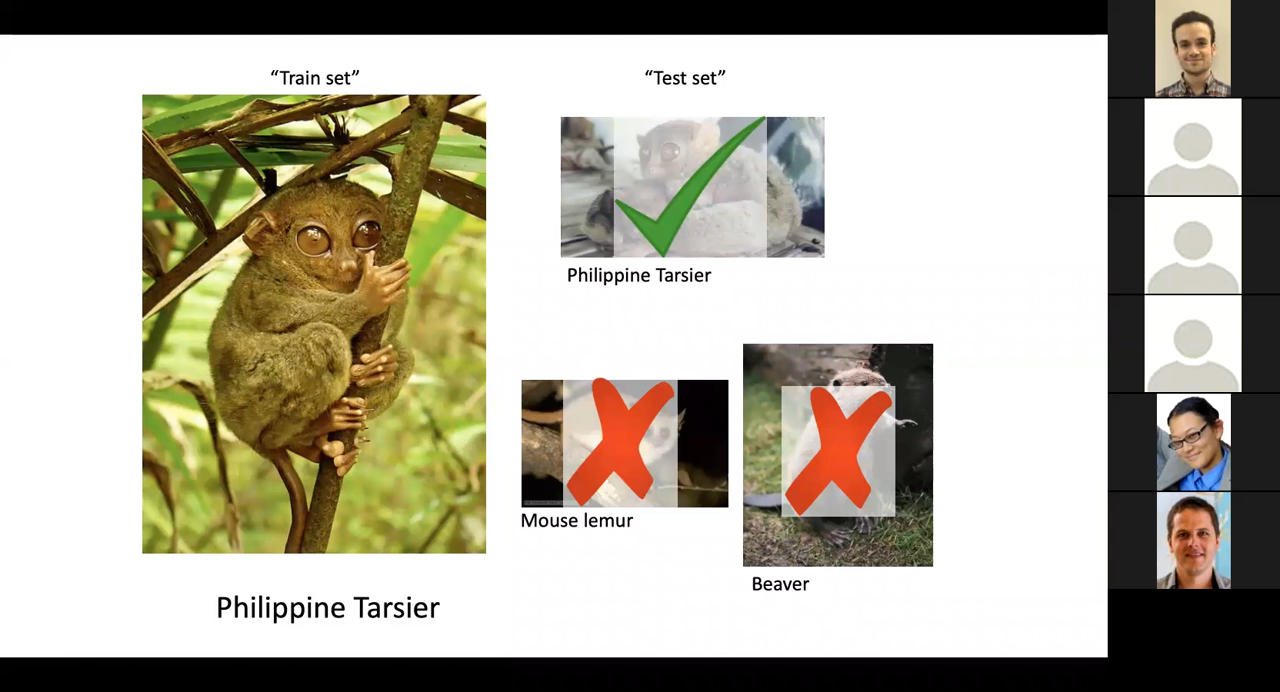 “Train set”
“Test set”
Philippine Tarsier
Mouse lemur
Beaver
Philippine Tarsier